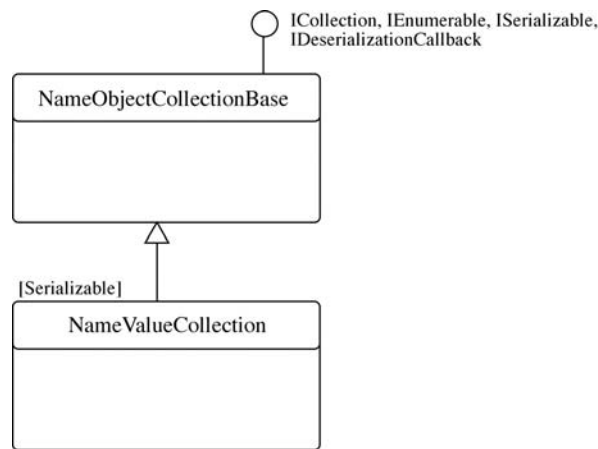 ICollection, IEnumerable, ISerializable,
IDeserializationCallback
NameObjectCollectionBase
[Serializable]
NameValueCollection